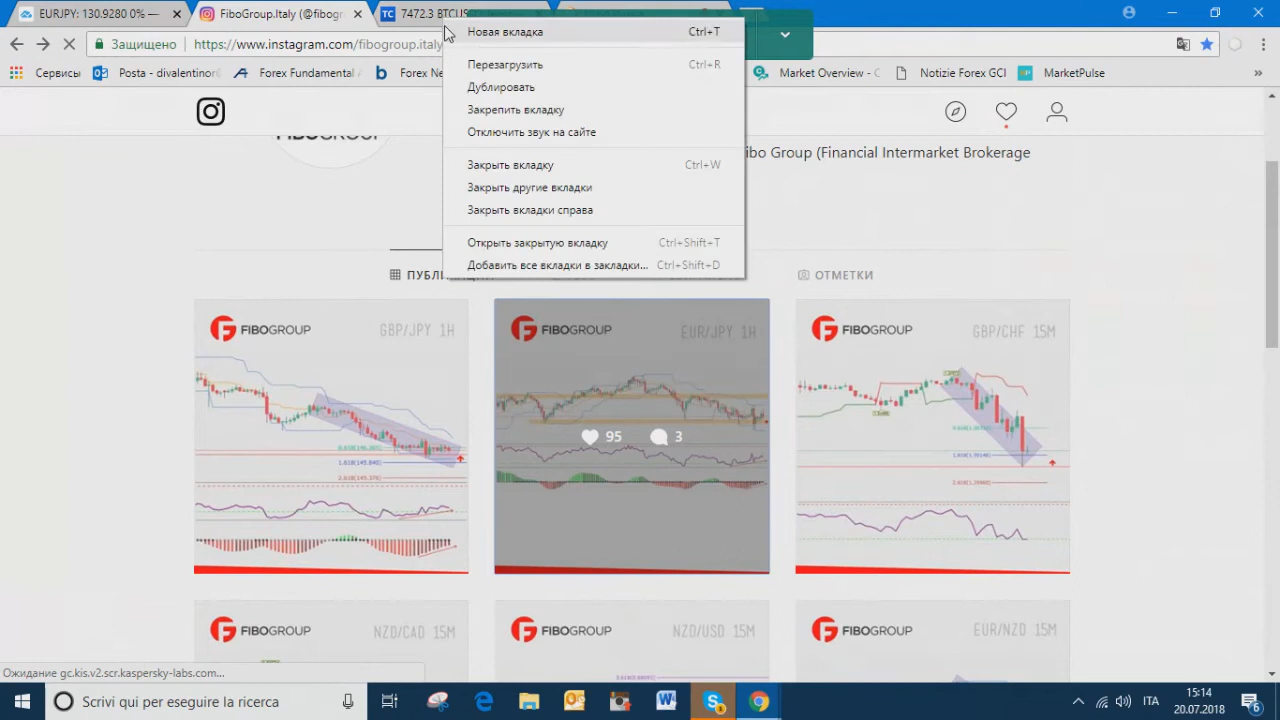 EUR/JPY: 130.9280 0%
FiboGroup.Italy (@fibog
7472.3 BTCUS
Новая вкладка Ctrl+T
Перезагрузить Ctrl+R
Дублировать
Закрепить вкладку
Отключить звук на сайте
Закрыть вкладку Ctrl+W
Закрыть другие вкладки
Закрыть вкладки справа
Открыть закрытую вкладку Ctrl+Shift+T
Добавить все вкладки в закладки... Ctrl+Shift+D
Защищено https://www.instagram.com/fibogroup.italy
Сервисы
Posta - divalentinor
Forex Fundamental
Forex Ne
Market Overview - C
Notizie Forex GCI
MarketPulse
»
ibo Group (Financial Intermarket Brokerage
ПУБЛ
ОТМЕТКИ
FIBOGROUP GBP/JPY 1H
FIBOGROUP EUR/JPY 1H
95 3
FIBOGROUP GBP/CHF 15M
FIBOGROUP NZD/CAD 15M
FIBOGROUP NZD/USD 15M
FIBOGROUP EUR/NZD 15M
Ожидание gc.kis.v2.scr.kaspersky-labs.com...
Scrivi qui per eseguire la ricerca
ITA
15:14
20.07.2018
6